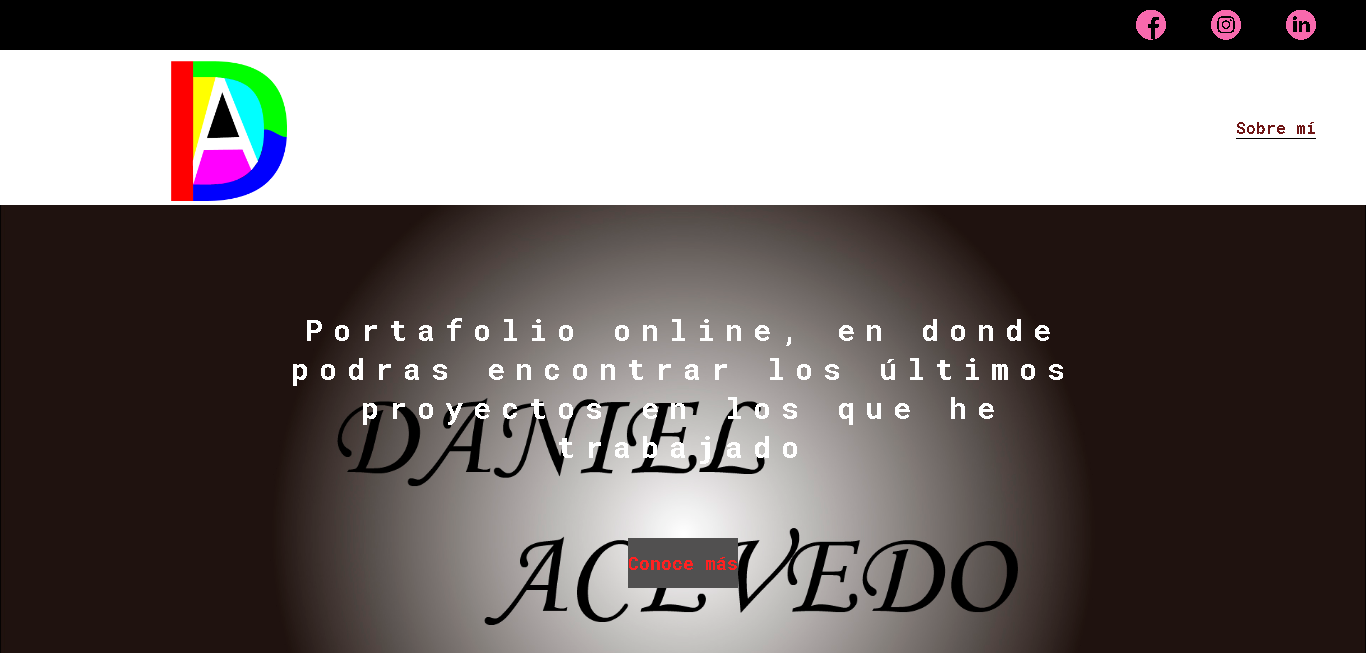 DA
Sobre mí
Portafolio online, en donde
podras encontrar los últimos
proyectos en los que he
trabajado
DANIEL
Conoce más
ACEVEDO